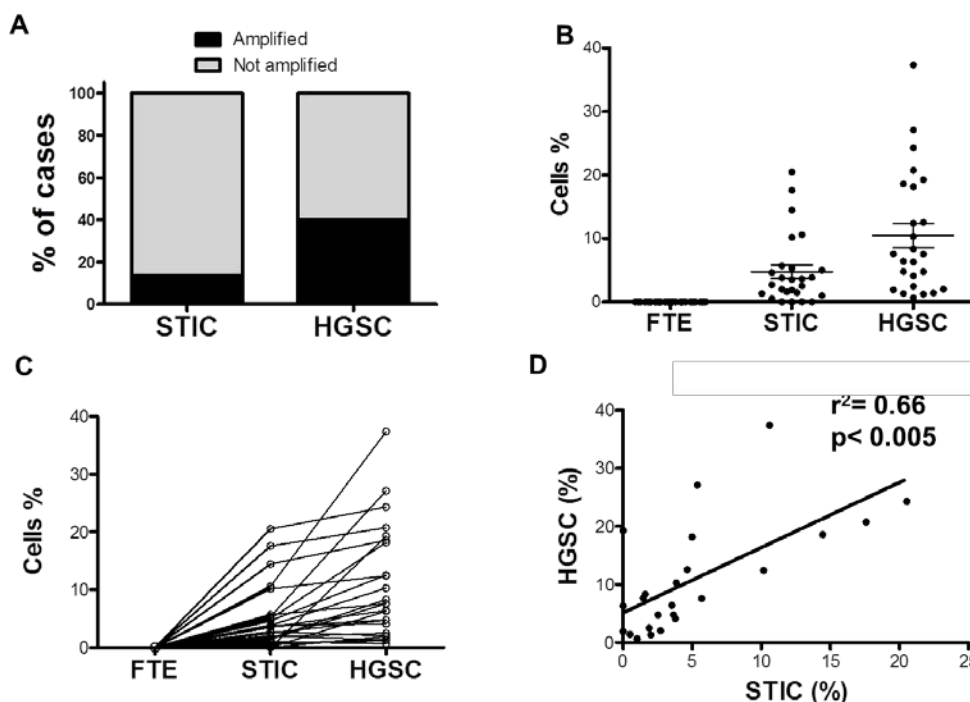 A
Amplified
Not amplified
% of cases
100
80
60
40
20
0
STIC
HGSC
B
Cells %
40
30
20
10
0
FTE
STIC
HGSC
C
Cells %
40
30
20
10
0
FTE
STIC
HGSC
D
r²= 0.66
p< 0.005
HGSC (%)
40
30
20
10
0
0 5 10 15 20 25
STIC (%)